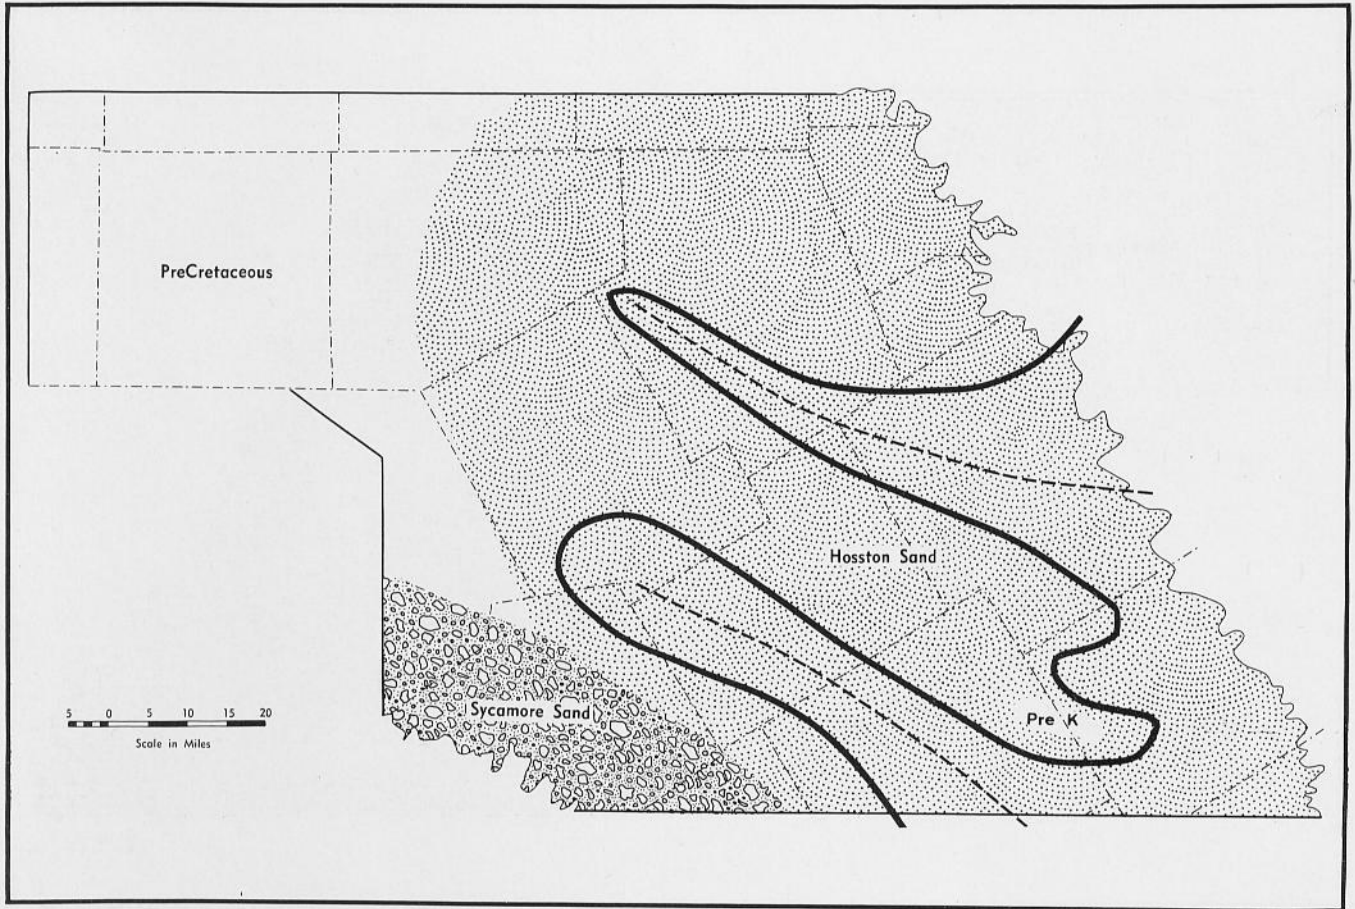 PreCretaceous
Hosston Sand
Sycamore Sand
Pre K
5 0 5 10 15 20
Scale in Miles